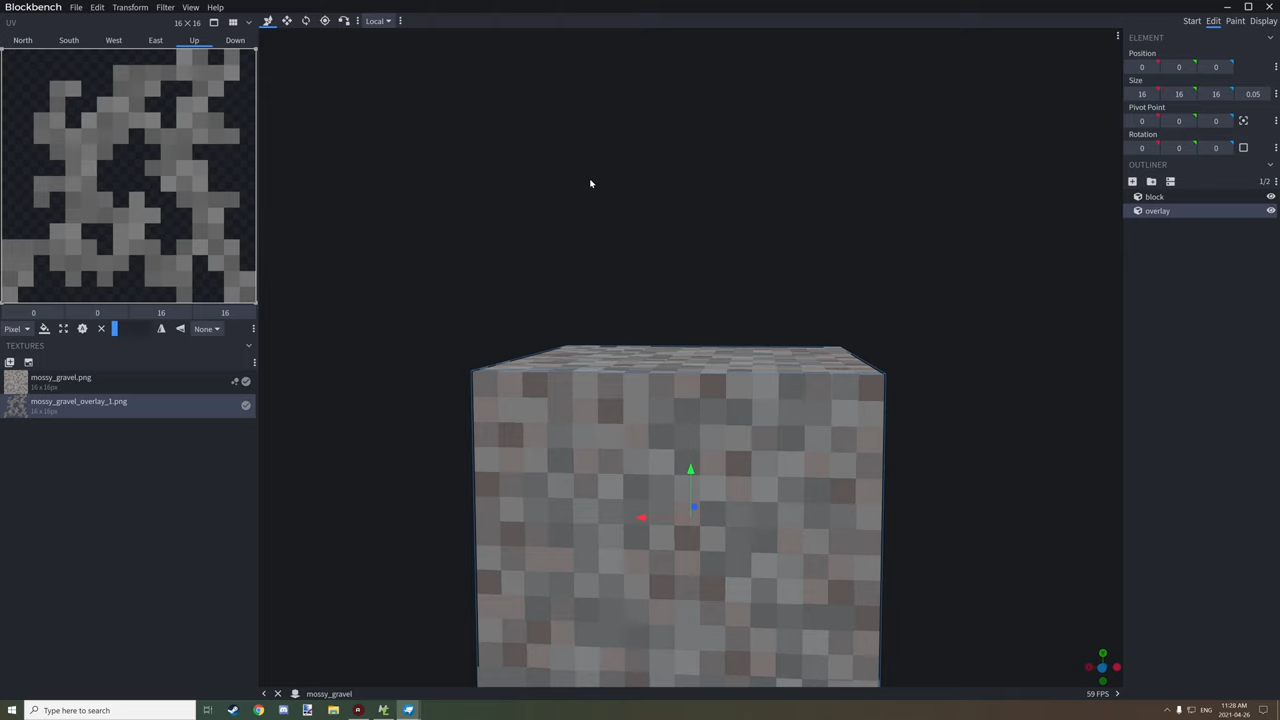 Blockbench File Edit Transform Filter View Help
UV 16 × 16 Local Start Edit Paint Display
North South West East Up Down
ELEMENT
Position
0 0 0
Size
16 16 16 0.05
Pivot Point
0 0 0
Rotation
0 0 0
OUTLINER
1/2
block
overlay
0 0 16 16
Pixel None
TEXTURES
mossy_gravel.png
16 x 16px
mossy_gravel_overlay_1.png
16 x 16px
mossy_gravel 59 FPS
Type here to search
ENG
11:28 AM
2021-04-26